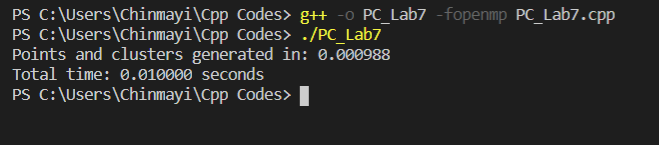 PS C:\Users\Chinmayi\Cpp Codes> g++ -o PC_Lab7 -fopenmp PC_Lab7.cpp
PS C:\Users\Chinmayi\Cpp Codes> ./PC_Lab7
Points and clusters generated in: 0.000988
Total time: 0.010000 seconds
PS C:\Users\Chinmayi\Cpp Codes>